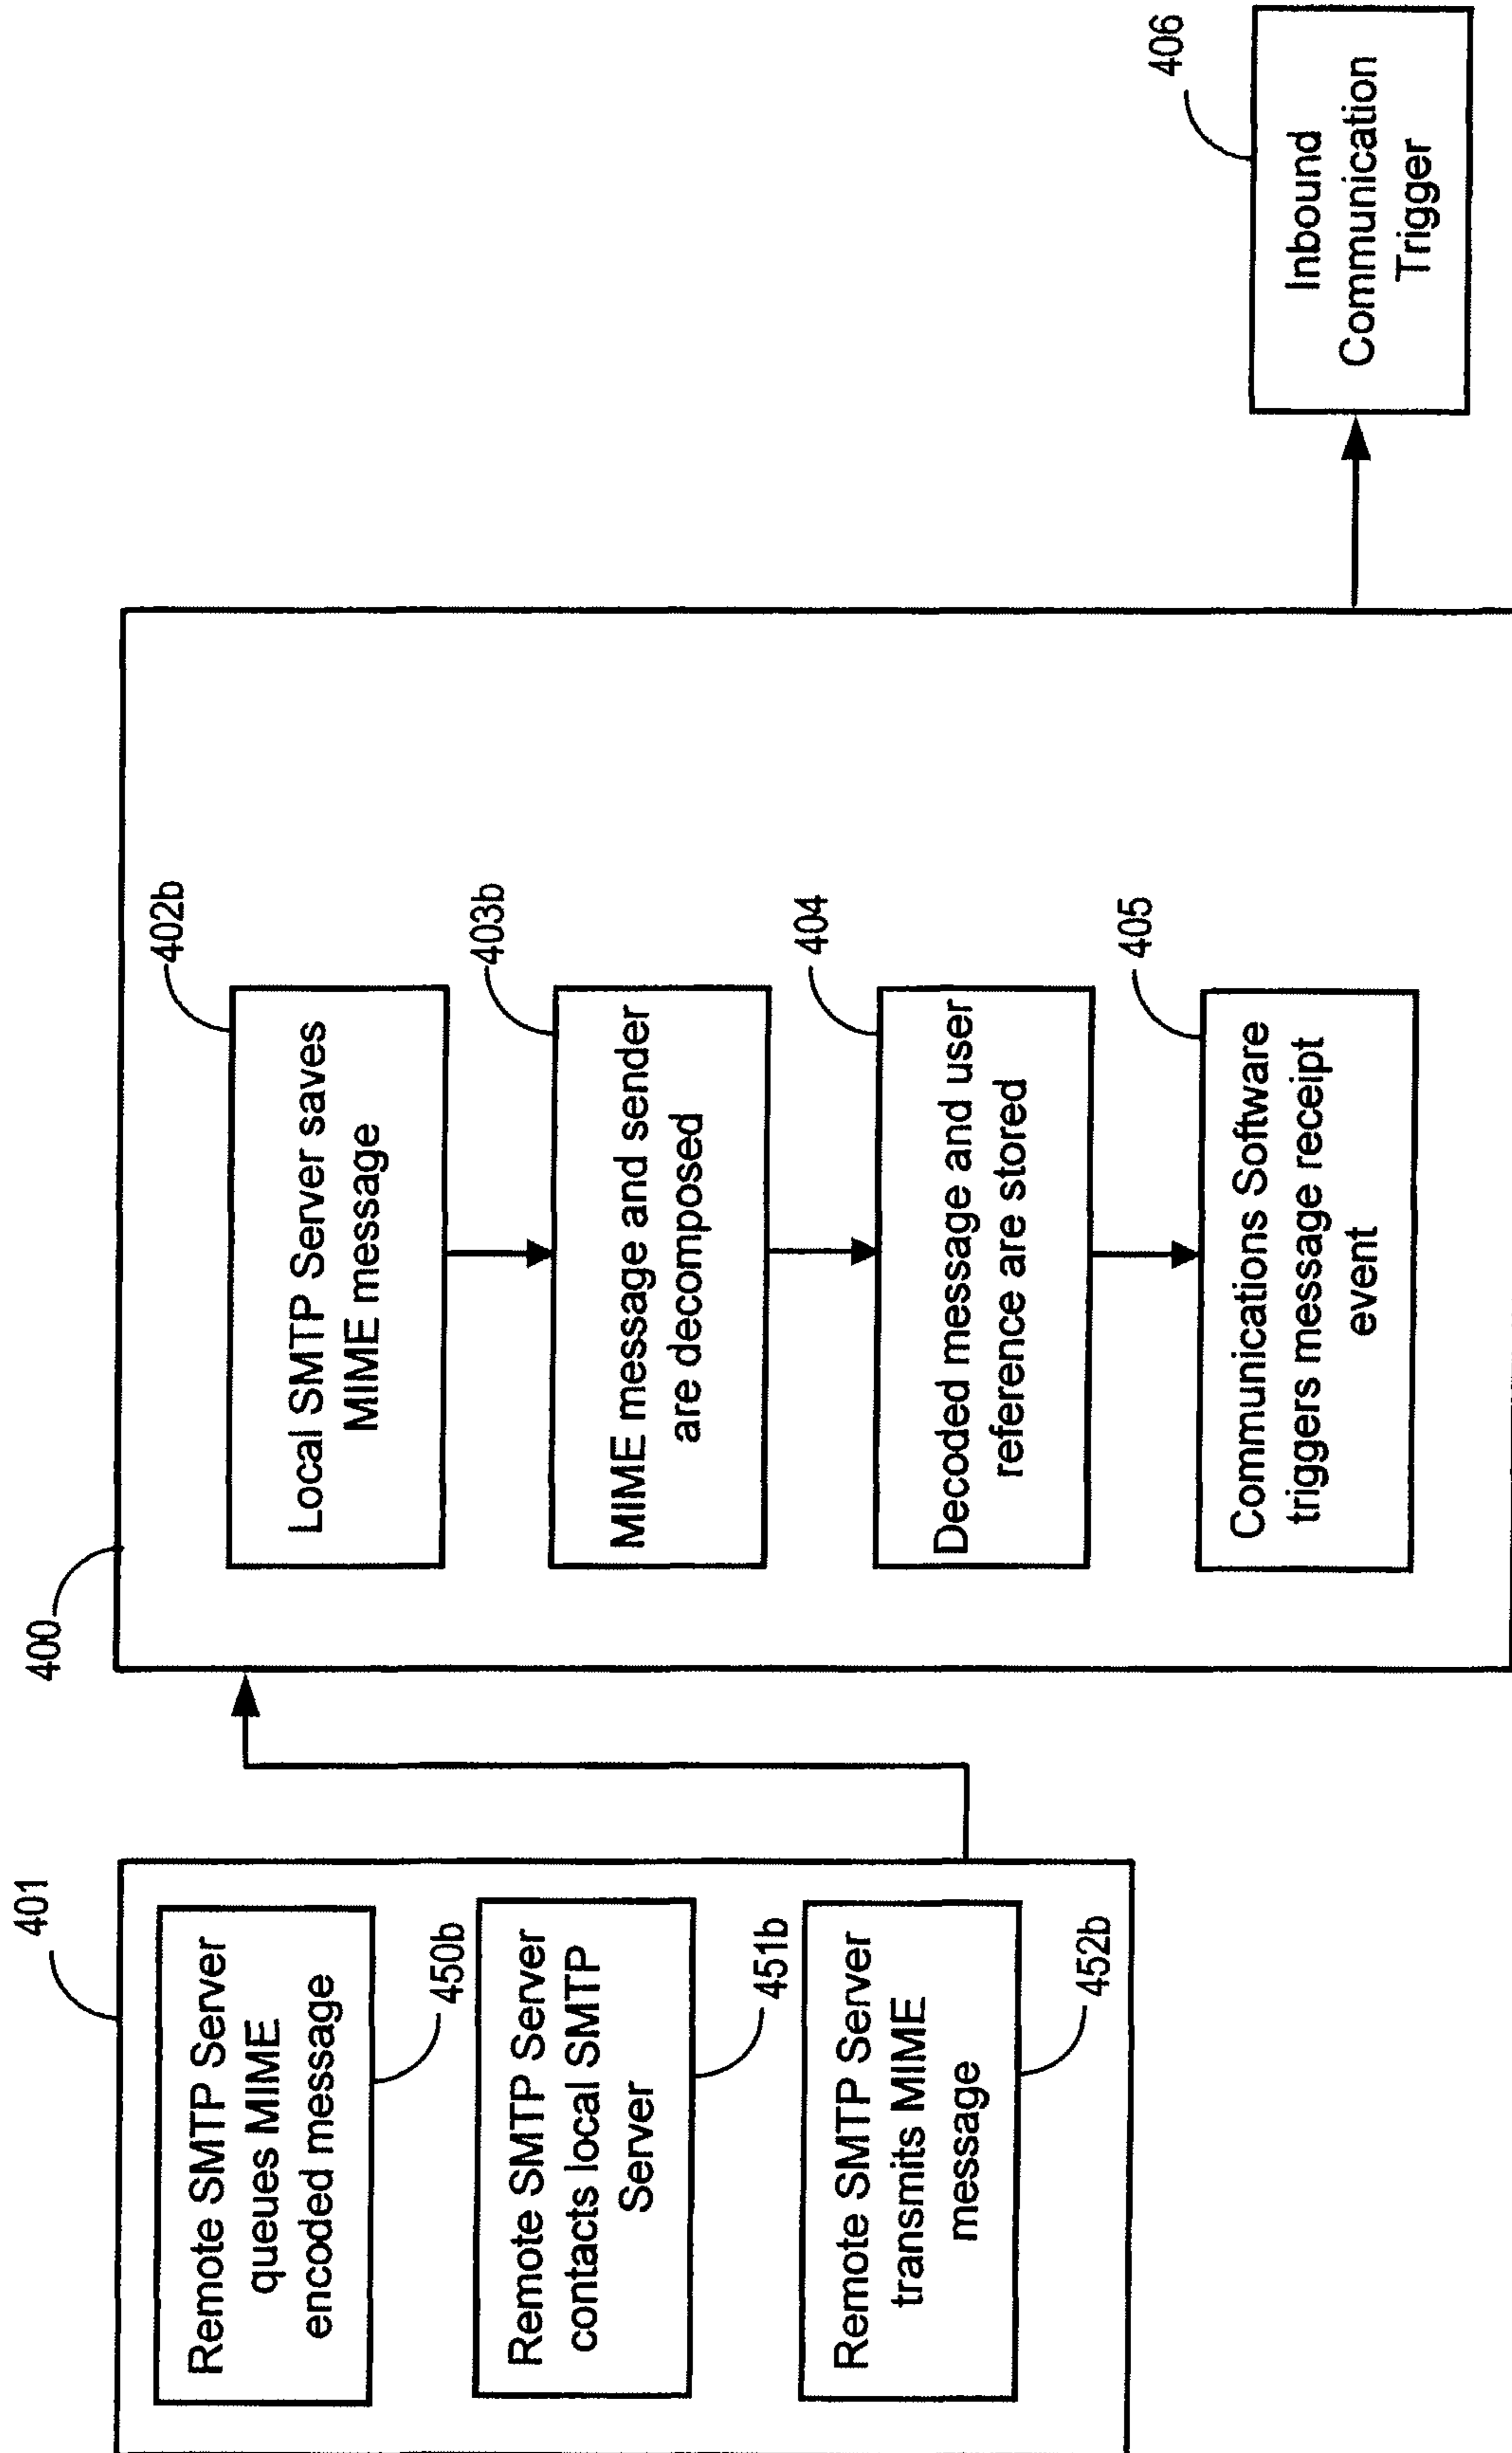 401
Remote SMTP Server
queues MIME
encoded message
450b
Remote SMTP Server
contacts local SMTP
Server
451b
Remote SMTP Server
transmits MIME
message
452b
400
Local SMTP Server saves
MIME message
402b
MIME message and sender
are decomposed
403b
Decoded message and user
reference are stored
404
Communications Software
triggers message receipt
event
405
Inbound
Communication
Trigger
406